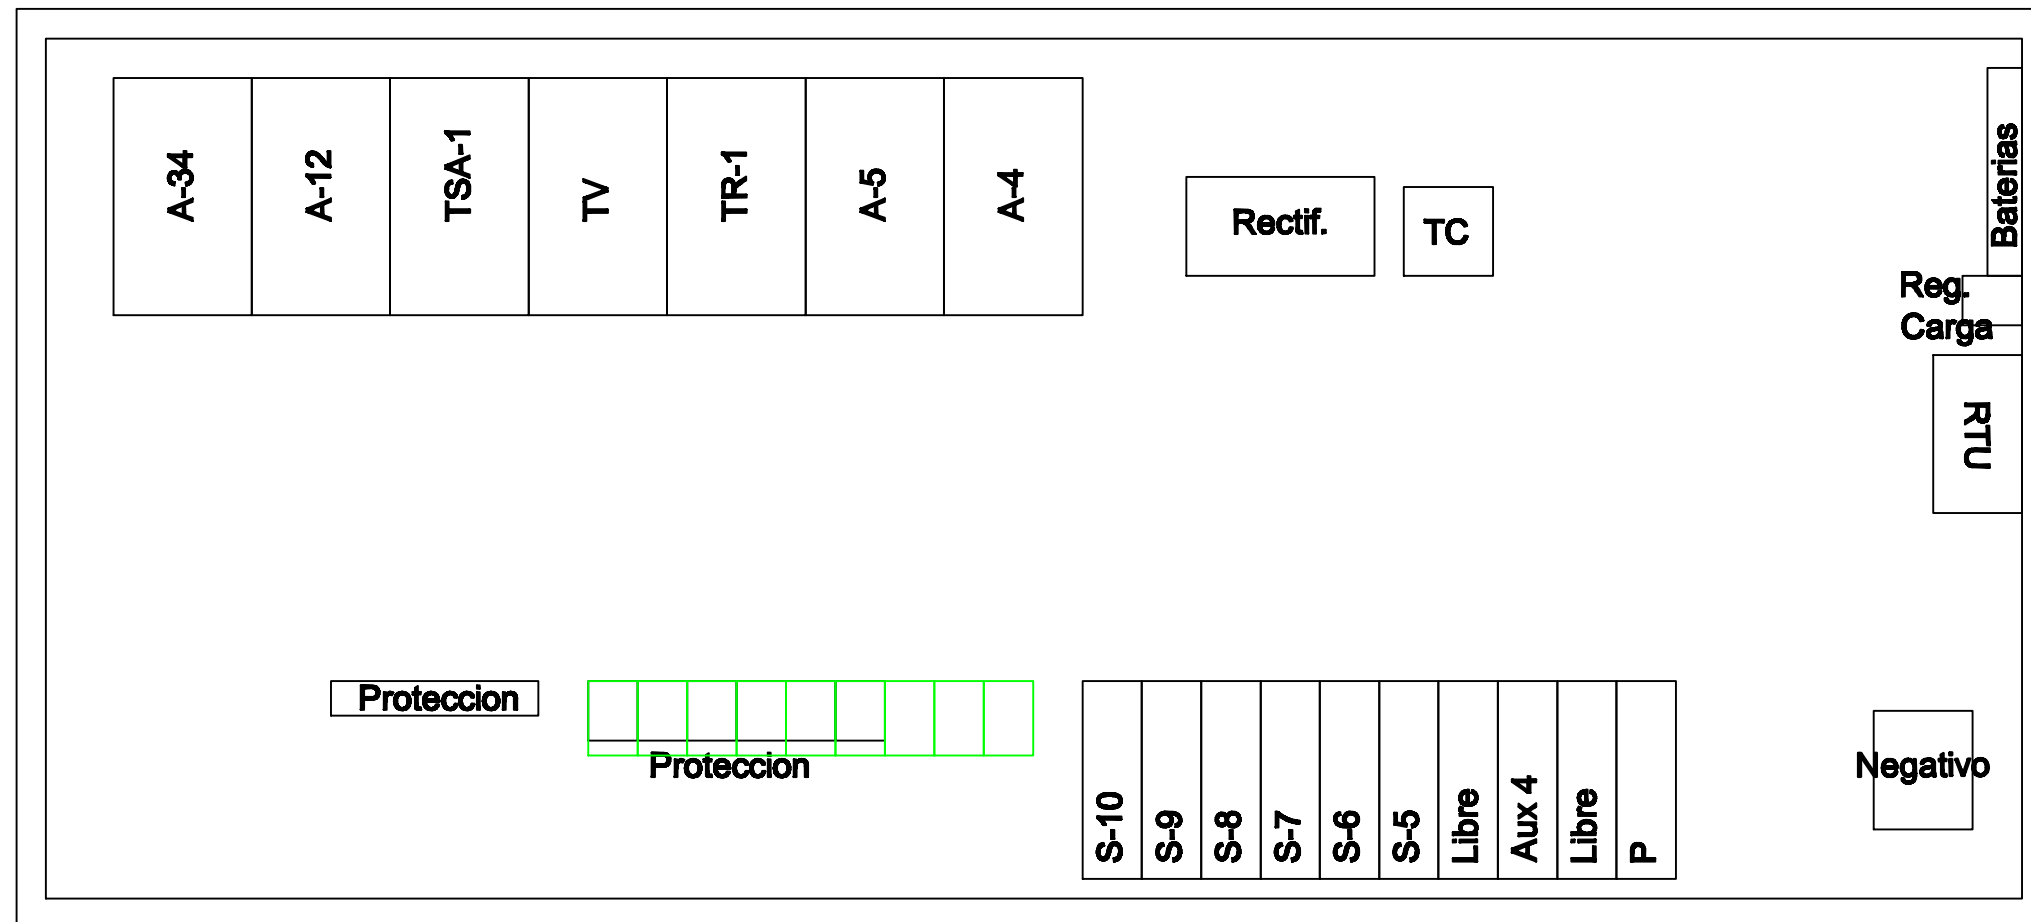 A-34
A-12
TSA-1
TV
TR-1
A-5
A-4
Rectif.
TC
Baterias
Reg.
Carga
RTU
Proteccion
Proteccion
S-10
S-9
S-8
S-7
S-6
S-5
Libre
Aux 4
Libre
P
Negativo